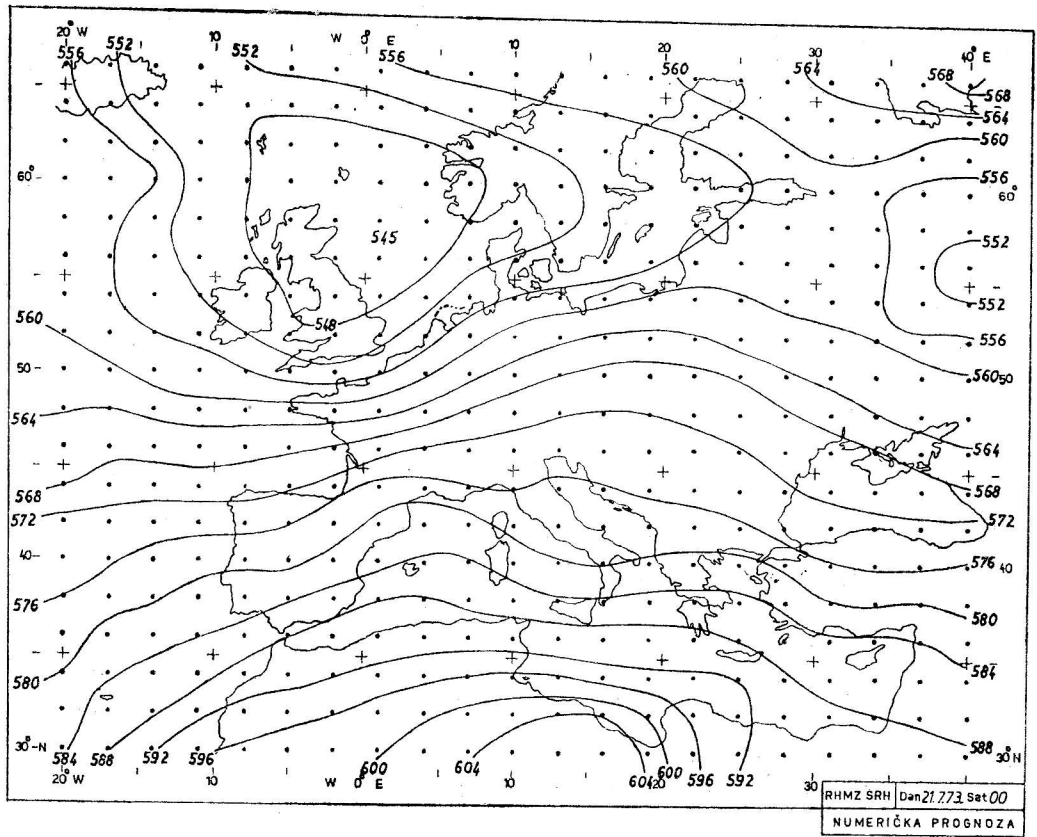 20° W 10 W 0° E 10 20 30 40° E
556 552 552 556 560 564 568
568
564
560
60° 556
60°
545 552
552
548
560 556
50 560 50
564 564
568 568
572 572
40 576 40
576 580
580 584
30° N 584 568 592 596 600 604 604 600 596 592 588 30 N
20° W 10 W 0° E 10 20 30 40
RHMZ SRH Dan 21.7.73. Sat 00
NUMERIČKA PROGNOZA